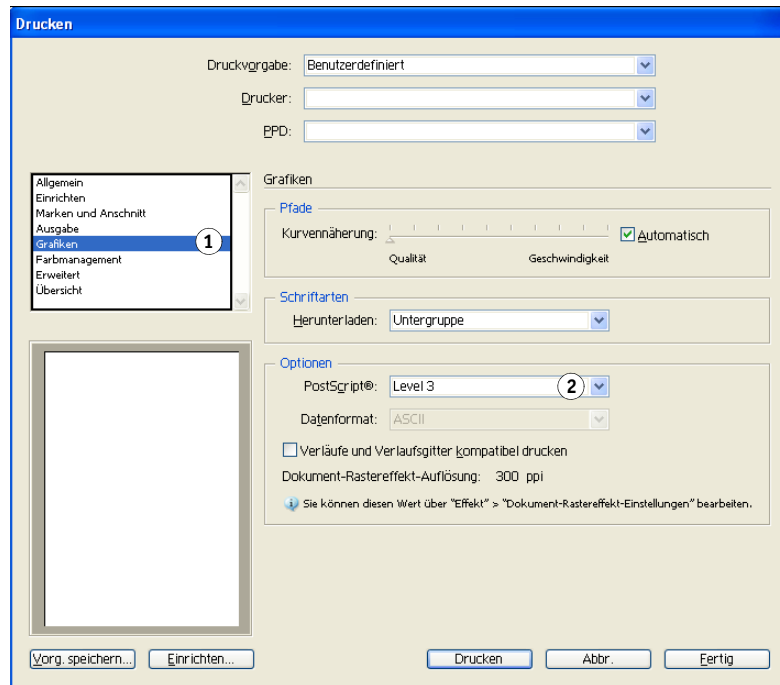 Drucken
Druckvorgabe: Benutzerdefiniert
Drucker:
PPD:
Allgemein
Einrichten
Marken und Anschnitt
Ausgabe
Grafiken 1
Farbmanagement
Erweitert
Übersicht
Grafiken
Pfade
Kurvennäherung: Automatisch
Qualität Geschwindigkeit
Schriftarten
Herunterladen: Untergruppe
Optionen
PostScript®: Level 3 2
Datenformat: ASCII
Verläufe und Verlaufsgitter kompatibel drucken
Dokument-Rastereffekt-Auflösung: 300 ppi
Sie können diesen Wert über "Effekt" > "Dokument-Rastereffekt-Einstellungen" bearbeiten.
Vorg. speichern... Einrichten... Drucken Abbr. Fertig